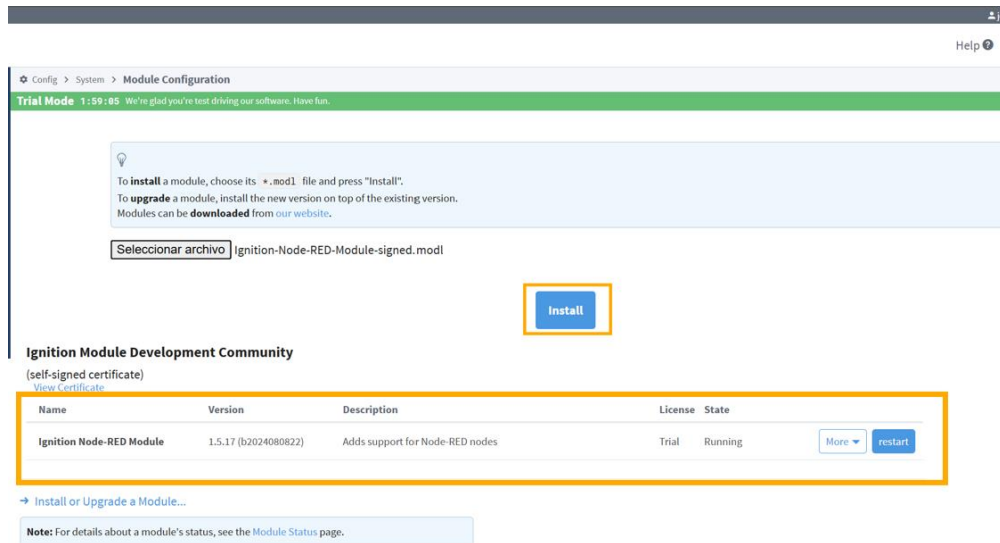 Help
Config > System > Module Configuration
Trial Mode 1:59:05 We're glad you're test driving our software. Have fun.
To install a module, choose its *.modl file and press "Install".
To upgrade a module, install the new version on top of the existing version.
Modules can be downloaded from our website.
Seleccionar archivo Ignition-Node-RED-Module-signed.modl
Install
Ignition Module Development Community
(self-signed certificate)
View Certificate
Name Version Description License State
Ignition Node-RED Module 1.5.17 (b2024080822) Adds support for Node-RED nodes Trial Running More restart
→ Install or Upgrade a Module...
Note: For details about a module's status, see the Module Status page.